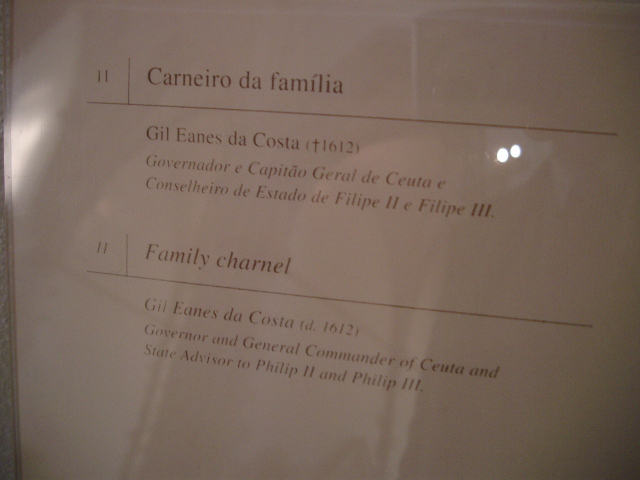 11 Carneiro da família
Gil Eanes da Costa (†1612)
Governador e Capitão Geral de Ceuta e
Conselheiro de Estado de Filipe II e Filipe III.
11 Family charnel
Gil Eanes da Costa (d. 1612)
Governor and General Commander of Ceuta and
State Advisor to Philip II and Philip III.